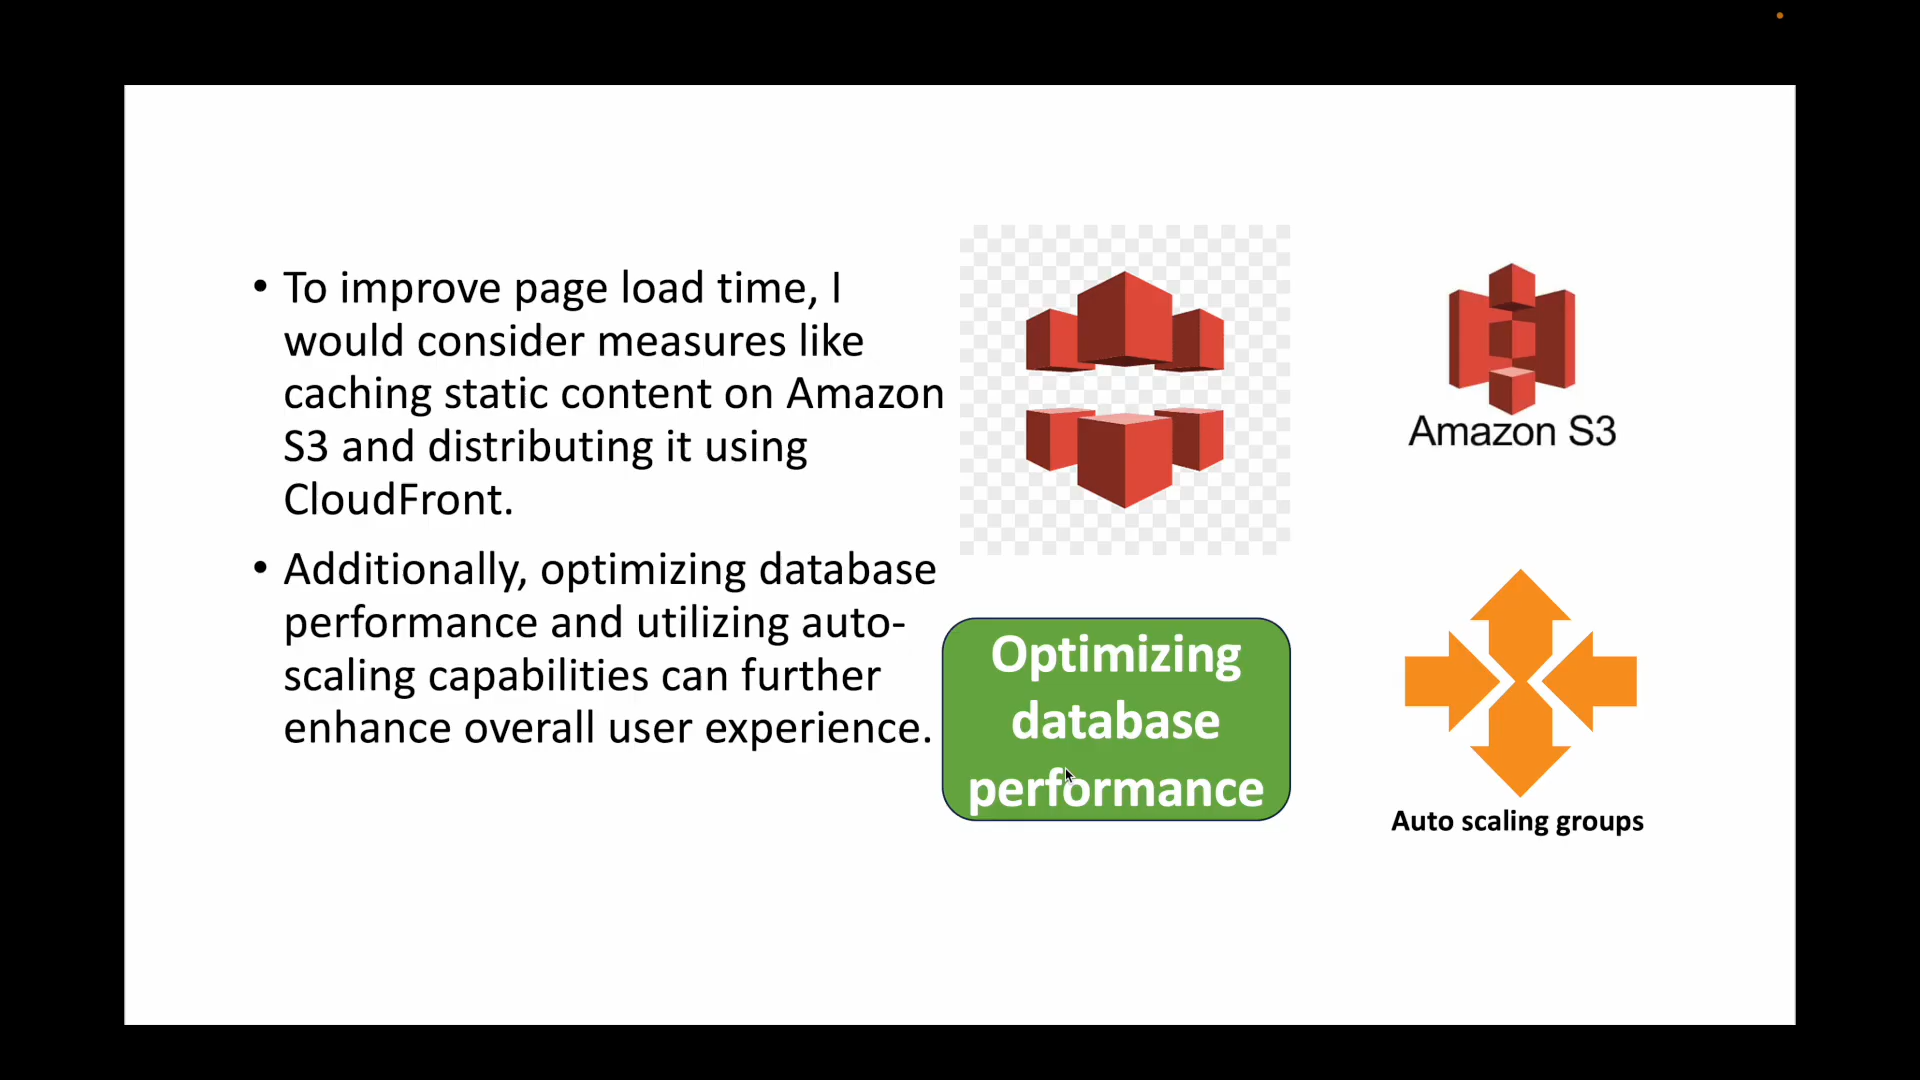 • To improve page load time, I
would consider measures like
caching static content on Amazon
S3 and distributing it using
CloudFront.
• Additionally, optimizing database
performance and utilizing auto-
scaling capabilities can further
enhance overall user experience.
Amazon S3
Optimizing
database
performance
Auto scaling groups